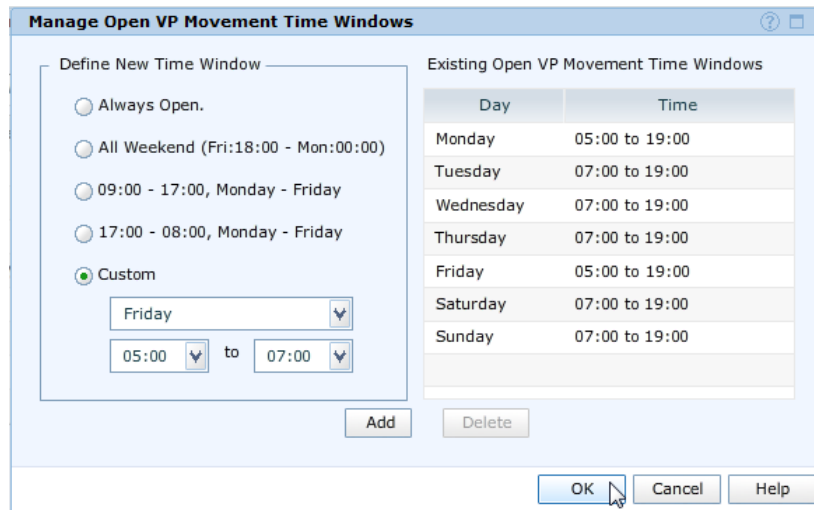 Manage Open VP Movement Time Windows
Define New Time Window
Always Open.
All Weekend (Fri:18:00 - Mon:00:00)
09:00 - 17:00, Monday - Friday
17:00 - 08:00, Monday - Friday
Custom
Friday
05:00 to 07:00
Add
Existing Open VP Movement Time Windows
Day Time
Monday 05:00 to 19:00
Tuesday 07:00 to 19:00
Wednesday 07:00 to 19:00
Thursday 07:00 to 19:00
Friday 05:00 to 19:00
Saturday 07:00 to 19:00
Sunday 07:00 to 19:00
Delete
OK Cancel Help